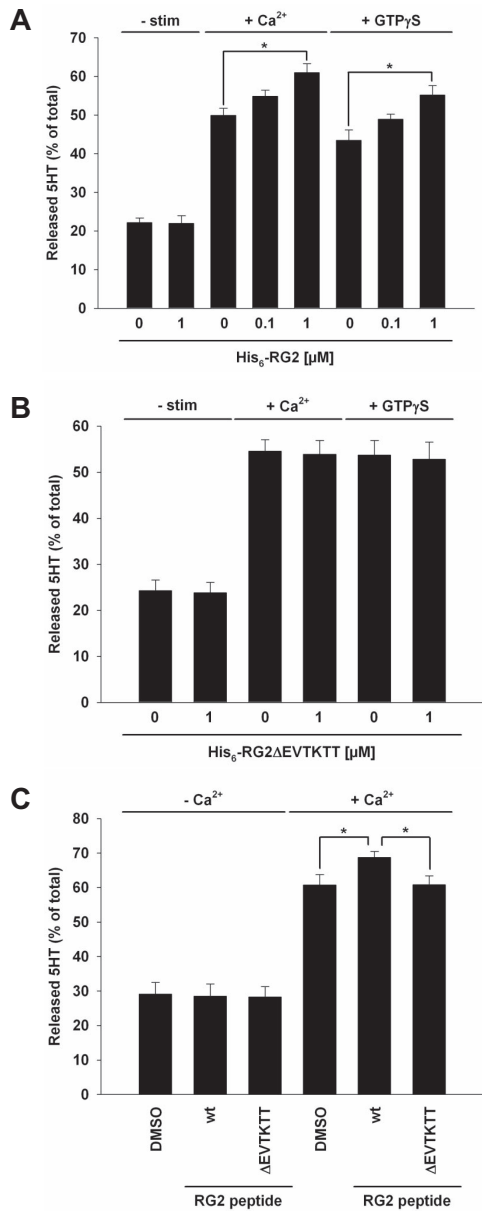 A
- stim + Ca²⁺ + GTPγS
* *
Released 5HT (% of total)
70
60
50
40
30
20
10
0
0 1 0 0.1 1 0 0.1 1
His₆-RG2 [µM]
B
- stim + Ca²⁺ + GTPγS
Released 5HT (% of total)
60
50
40
30
20
10
0
0 1 0 1 0 1
His₆-RG2ΔEVTKTT [µM]
C
- Ca²⁺ + Ca²⁺
* *
Released 5HT (% of total)
80
70
60
50
40
30
20
10
0
DMSO wt ΔEVTKTT DMSO wt ΔEVTKTT
RG2 peptide RG2 peptide